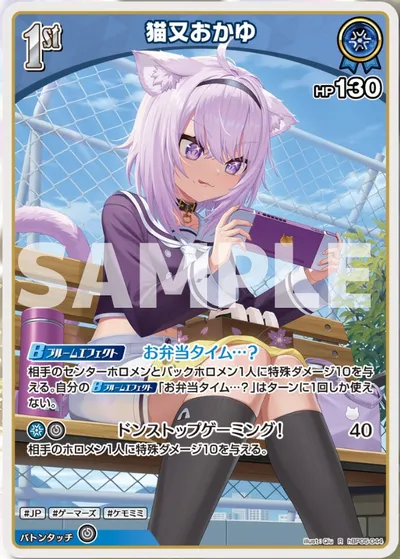 1st
猫又おかゆ
HP130
SAMPLE
Bブルームエフェクト お弁当タイム…?
相手のセンターホロメンとバックホロメン1人に特殊ダメージ10を与
える。自分のBブルームエフェクト「お弁当タイム…?」はターンに1回しか使え
ない。
ドンストップゲーミング! 40
相手のホロメン1人に特殊ダメージ10を与える。
#JP #ゲーマーズ #ケモミミ
バトンタッチ
Illust: Qiu R hBP06-044